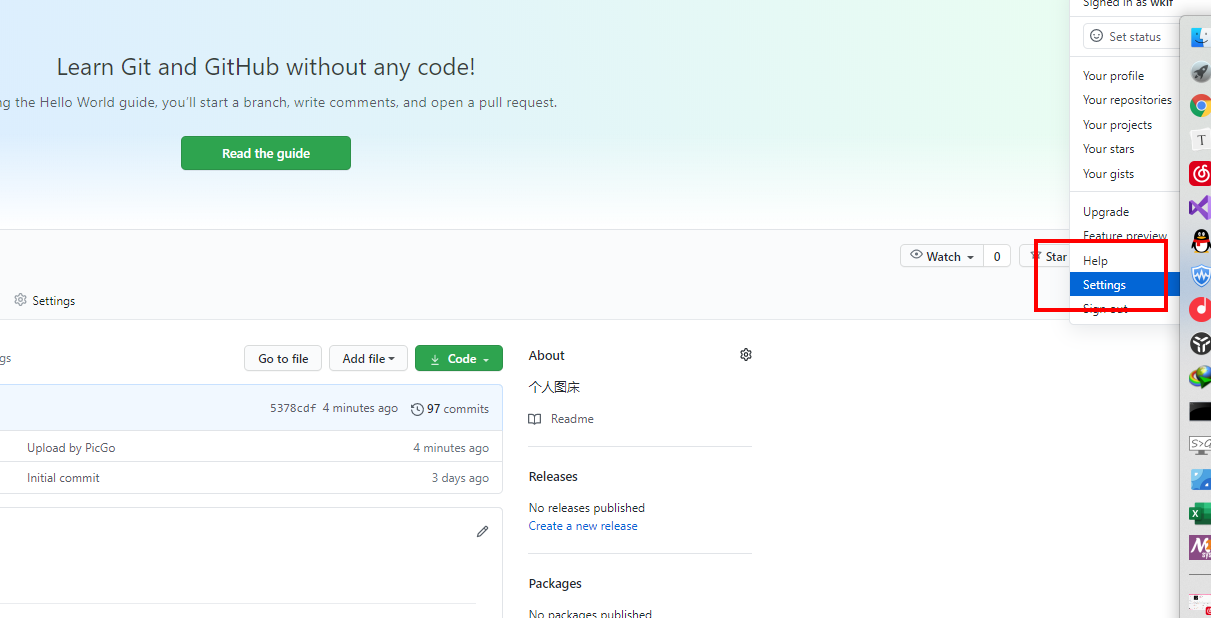 Signed in as wkif
Set status
Learn Git and GitHub without any code!
ng the Hello World guide, you’ll start a branch, write comments, and open a pull request.
Read the guide
Your profile
Your repositories
Your projects
Your stars
Your gists
Upgrade
Feature preview
Help
Settings
Sign out
Watch 0
Star
Settings
gs
Go to file
Add file
Code
5378cdf 4 minutes ago 97 commits
Upload by PicGo 4 minutes ago
Initial commit 3 days ago
About
个人图床
Readme
Releases
No releases published
Create a new release
Packages
No packages published
T